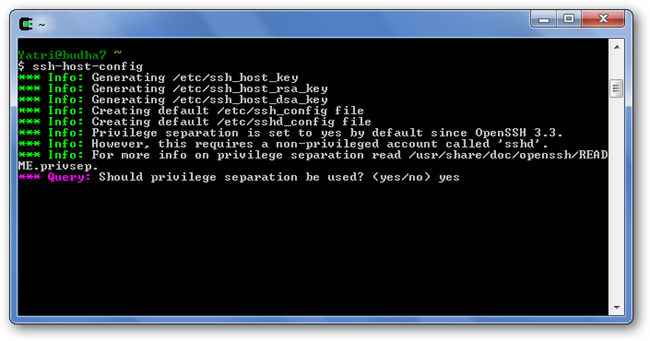 ~
Yatri@budha7 ~
$ ssh-host-config
*** Info: Generating /etc/ssh_host_key
*** Info: Generating /etc/ssh_host_rsa_key
*** Info: Generating /etc/ssh_host_dsa_key
*** Info: Creating default /etc/ssh_config file
*** Info: Creating default /etc/sshd_config file
*** Info: Privilege separation is set to yes by default since OpenSSH 3.3.
*** Info: However, this requires a non-privileged account called 'sshd'.
*** Info: For more info on privilege separation read /usr/share/doc/openssh/READ
ME.privsep.
*** Query: Should privilege separation be used? (yes/no) yes